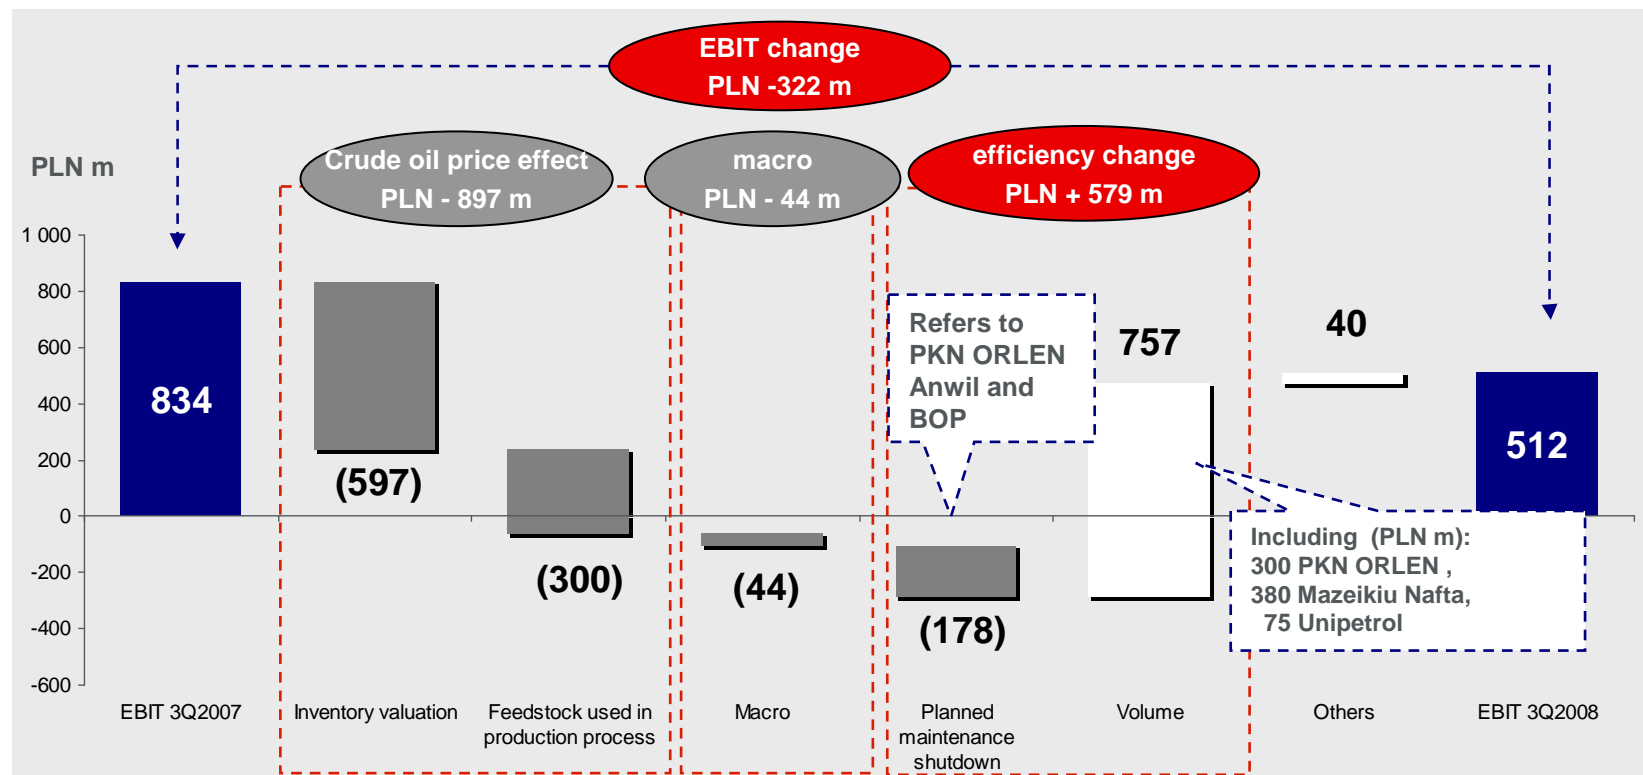 EBIT change
PLN -322 m
Crude oil price effect
PLN - 897 m
macro
PLN - 44 m
efficiency change
PLN + 579 m
PLN m
1 000
800
600
400
200
0
-200
-400
-600
834
(597)
(300)
(44)
(178)
757
40
512
Refers to
PKN ORLEN
Anwil and
BOP
Including (PLN m):
300 PKN ORLEN ,
380 Mazeikiu Nafta,
75 Unipetrol
EBIT 3Q2007
Inventory valuation
Feedstock used in
production process
Macro
Planned
maintenance
shutdown
Volume
Others
EBIT 3Q2008